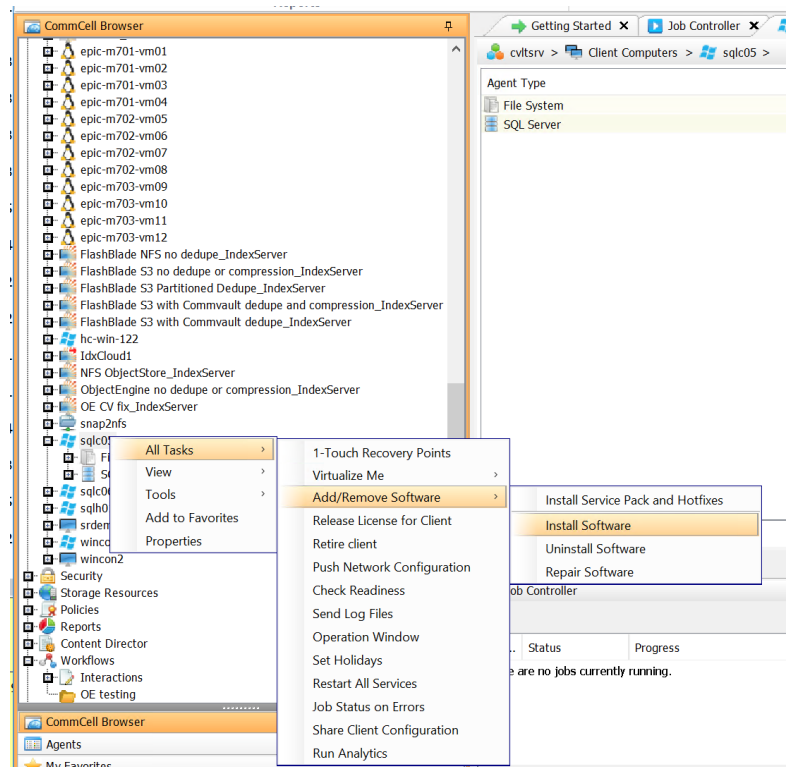 CommCell Browser
epic-m701-vm01
epic-m701-vm02
epic-m701-vm03
epic-m701-vm04
epic-m702-vm05
epic-m702-vm06
epic-m702-vm07
epic-m702-vm08
epic-m703-vm09
epic-m703-vm10
epic-m703-vm11
epic-m703-vm12
FlashBlade NFS no dedupe_IndexServer
FlashBlade S3 no dedupe or compression_IndexServer
FlashBlade S3 Partitioned Dedupe_IndexServer
FlashBlade S3 with Commvault dedupe and compression_IndexServer
FlashBlade S3 with Commvault dedupe_IndexServer
hc-win-122
IdxCloud1
NFS ObjectStore_IndexServer
ObjectEngine no dedupe or compression_IndexServer
OE CV fix_IndexServer
snap2nfs
sqlc05
Fi
S
sqlc06
sqlh0
srdem
winco
wincon2
Security
Storage Resources
Policies
Reports
Content Director
Workflows
Interactions
OE testing
CommCell Browser
Agents
My Favorites
All Tasks
View
Tools
Add to Favorites
Properties
1-Touch Recovery Points
Virtualize Me
Add/Remove Software
Release License for Client
Retire client
Push Network Configuration
Check Readiness
Send Log Files
Operation Window
Set Holidays
Restart All Services
Job Status on Errors
Share Client Configuration
Run Analytics
Install Service Pack and Hotfixes
Install Software
Uninstall Software
Repair Software
Getting Started
Job Controller
cvltsrv > Client Computers > sqlc05 >
Agent Type
File System
SQL Server
ob Controller
... Status Progress
e are no jobs currently running.